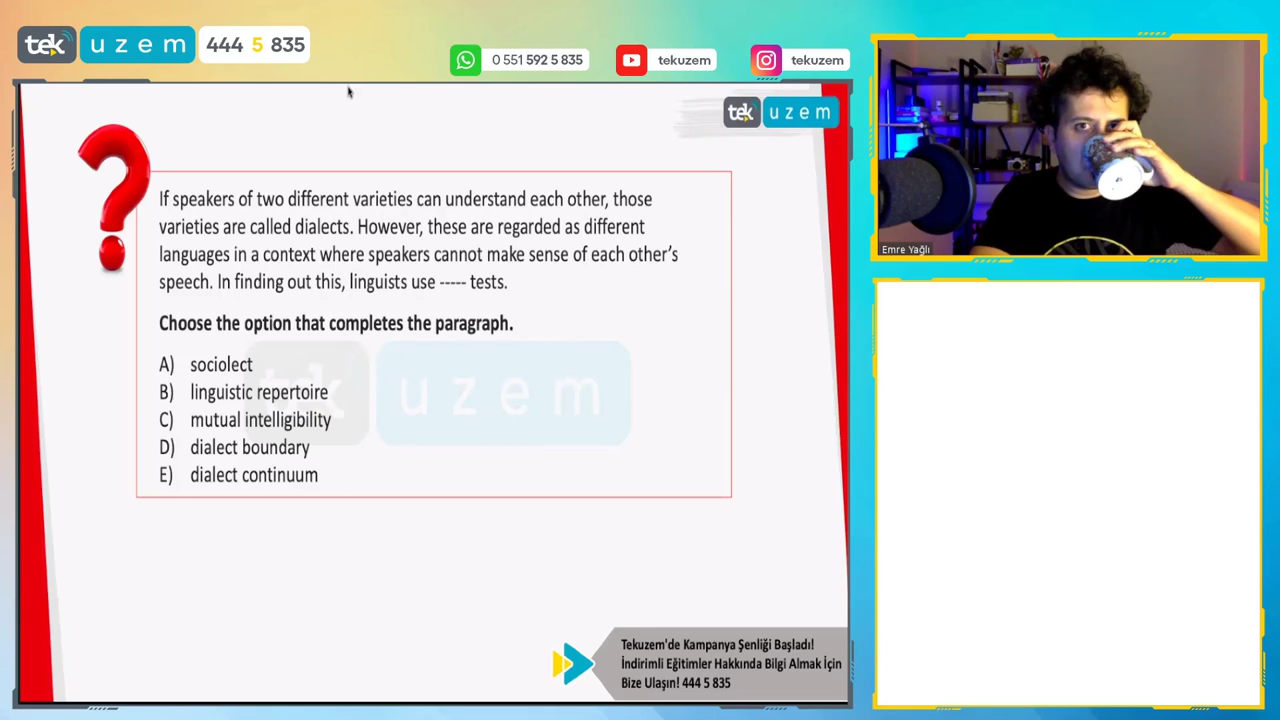 tek uzem 444 5 835
0 551 592 5 835
tekuzem
tekuzem
tek uzem
If speakers of two different varieties can understand each other, those
varieties are called dialects. However, these are regarded as different
languages in a context where speakers cannot make sense of each other’s
speech. In finding out this, linguists use ----- tests.
Choose the option that completes the paragraph.
A) sociolect
B) linguistic repertoire
C) mutual intelligibility
D) dialect boundary
E) dialect continuum
tek uzem
Tekuzem'de Kampanya Şenliği Başladı!
İndirimli Eğitimler Hakkında Bilgi Almak İçin
Bize Ulaşın! 444 5 835
Emre Yağlı